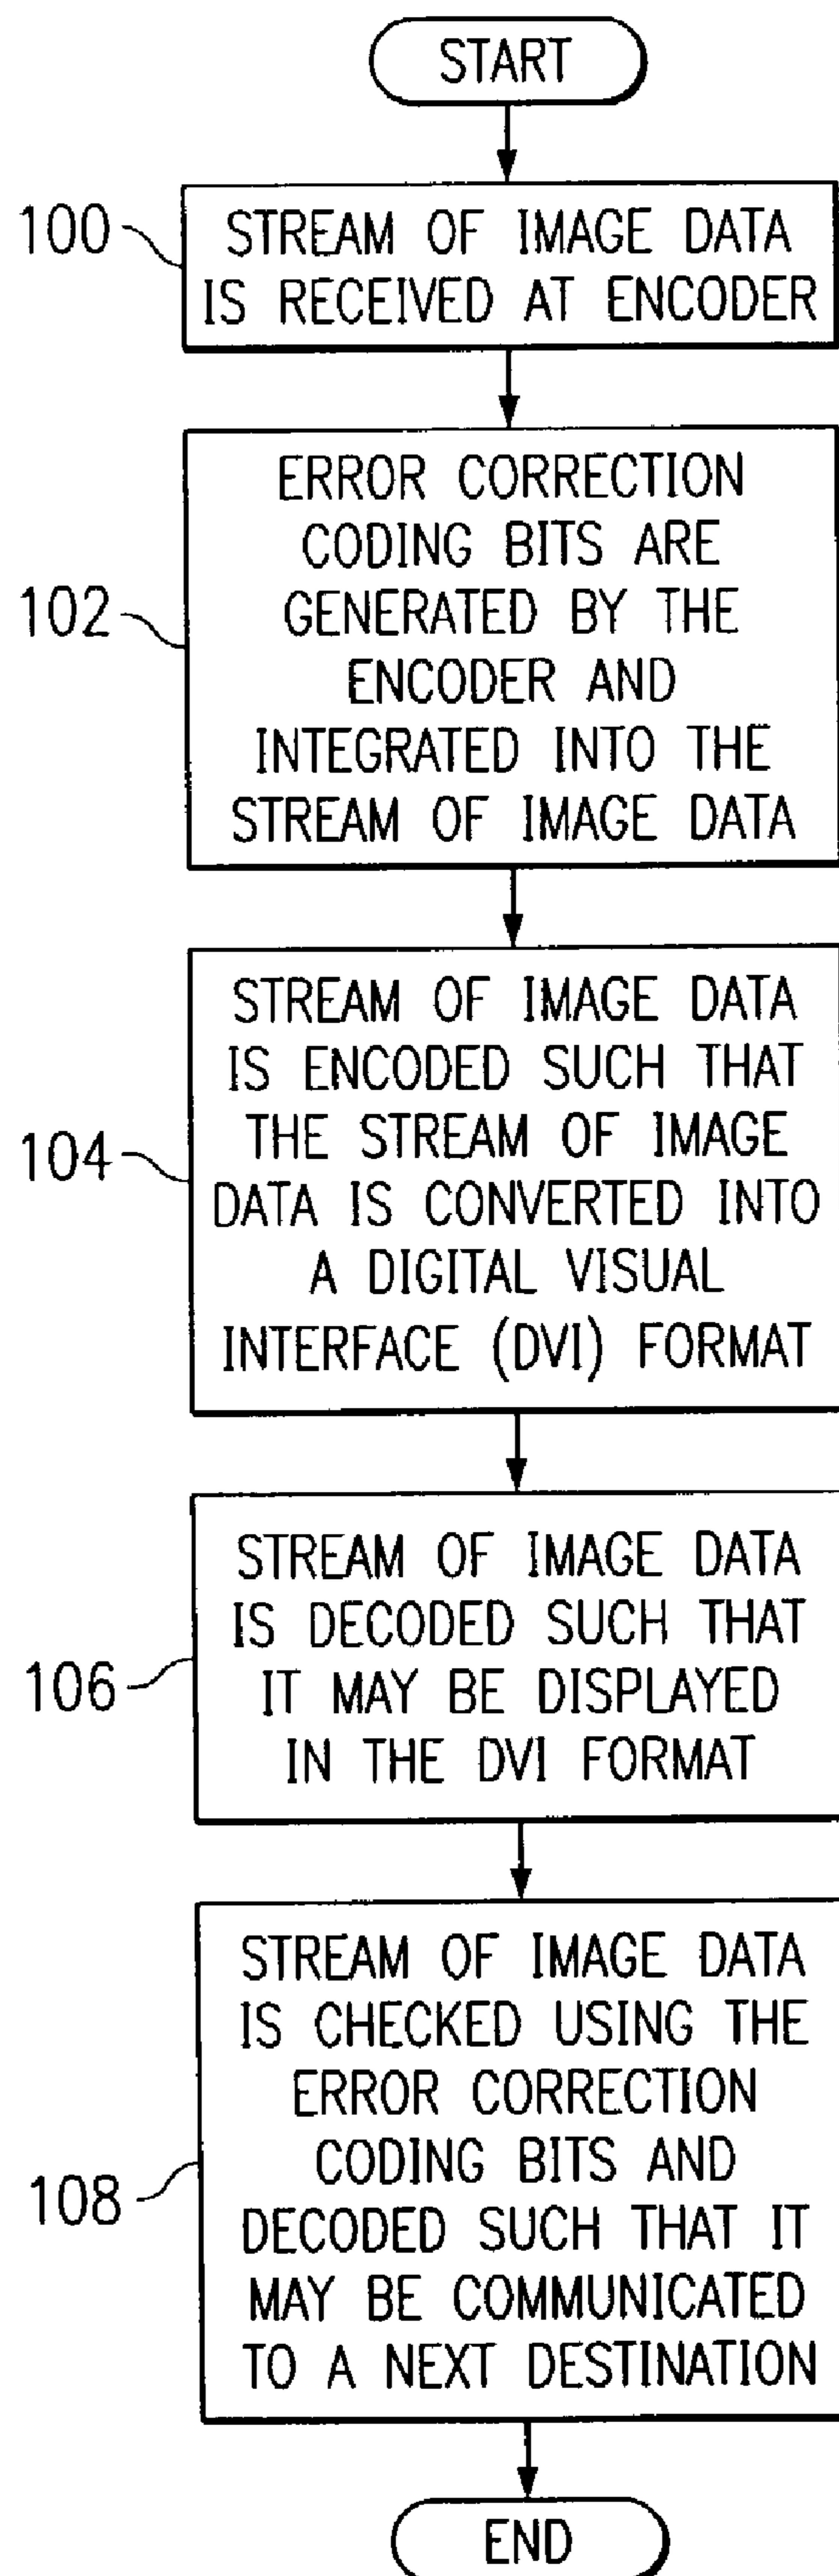 START
100
STREAM OF IMAGE DATA
IS RECEIVED AT ENCODER
102
ERROR CORRECTION
CODING BITS ARE
GENERATED BY THE
ENCODER AND
INTEGRATED INTO THE
STREAM OF IMAGE DATA
104
STREAM OF IMAGE DATA
IS ENCODED SUCH THAT
THE STREAM OF IMAGE
DATA IS CONVERTED INTO
A DIGITAL VISUAL
INTERFACE (DVI) FORMAT
106
STREAM OF IMAGE DATA
IS DECODED SUCH THAT
IT MAY BE DISPLAYED
IN THE DVI FORMAT
108
STREAM OF IMAGE DATA
IS CHECKED USING THE
ERROR CORRECTION
CODING BITS AND
DECODED SUCH THAT IT
MAY BE COMMUNICATED
TO A NEXT DESTINATION
END